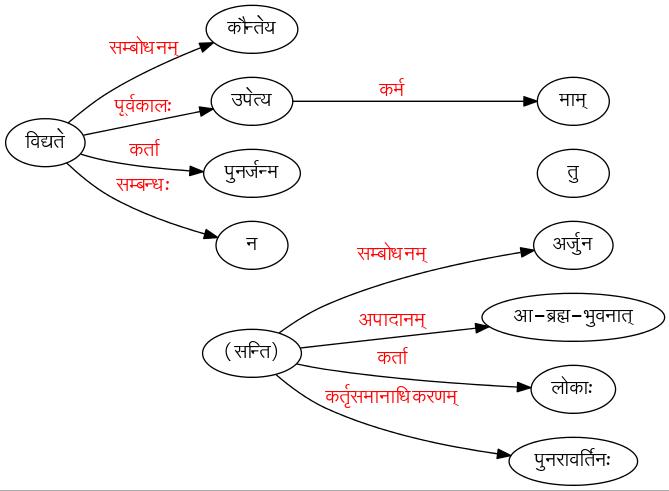 कौन्तेय
सम्बोधनम्
पूर्वकालः
उपेत्य
कर्म
माम्
विद्यते
कर्ता
पुनर्जन्म
तु
सम्बन्धः
न
सम्बोधनम्
अर्जुन
अपादानम्
आ-ब्रह्म-भुवनात्
(सन्ति)
कर्ता
लोकाः
कर्तृसमानाधिकरणम्
पुनरावर्तिनः